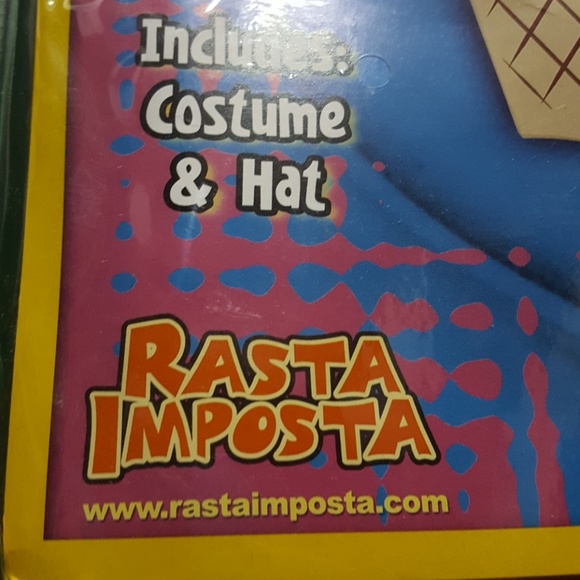 Includes:
Costume
& Hat
RASTA
IMPOSTA
www.rastaimposta.com